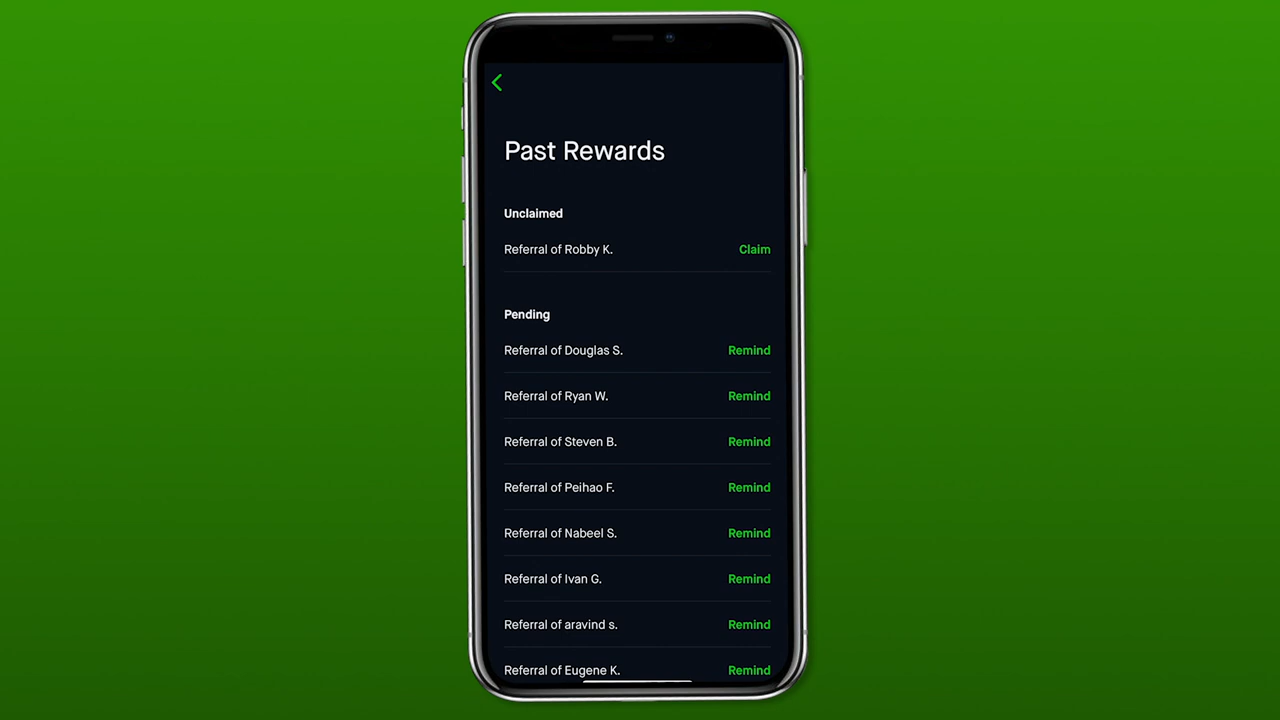 Past Rewards
Unclaimed
Referral of Robby K. Claim
Pending
Referral of Douglas S. Remind
Referral of Ryan W. Remind
Referral of Steven B. Remind
Referral of Peihao F. Remind
Referral of Nabeel S. Remind
Referral of Ivan G. Remind
Referral of aravind s. Remind
Referral of Eugene K. Remind